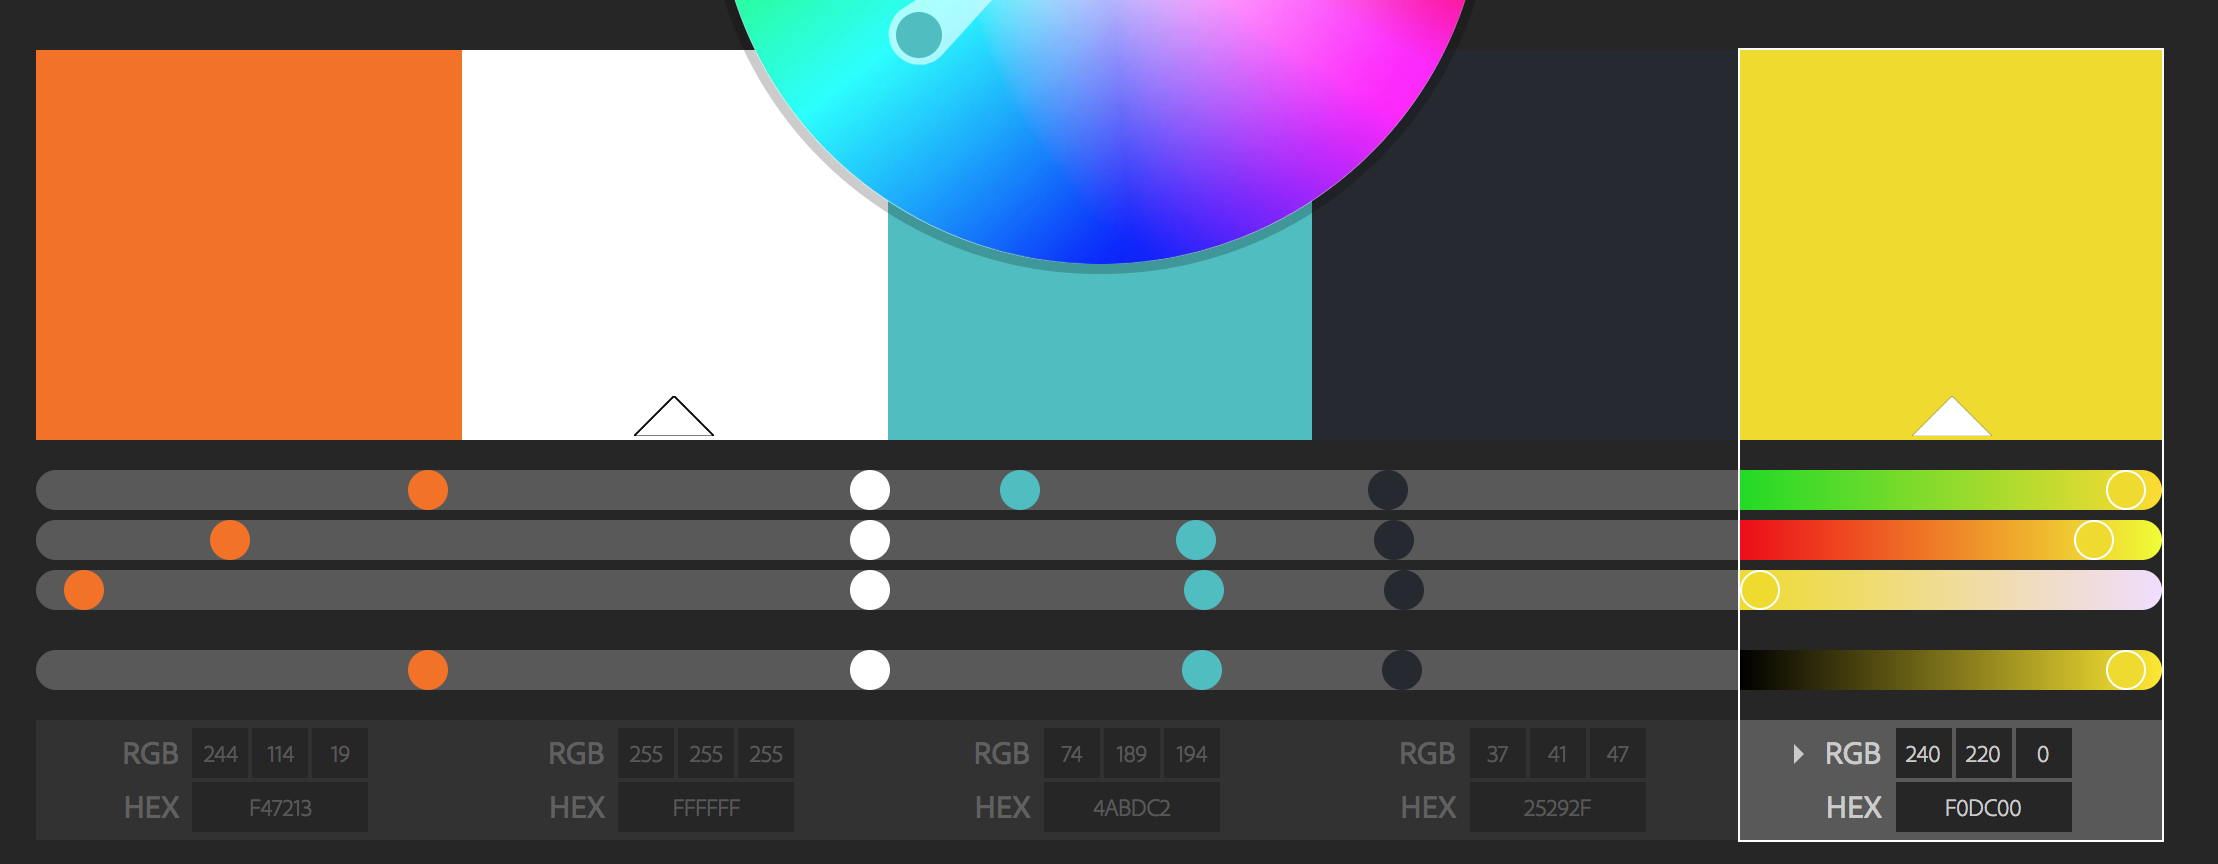 RGB 244 114 19
HEX F47213
RGB 255 255 255
HEX FFFFFF
RGB 74 189 194
HEX 4ABDC2
RGB 37 41 47
HEX 25292F
RGB 240 220 0
HEX F0DC00